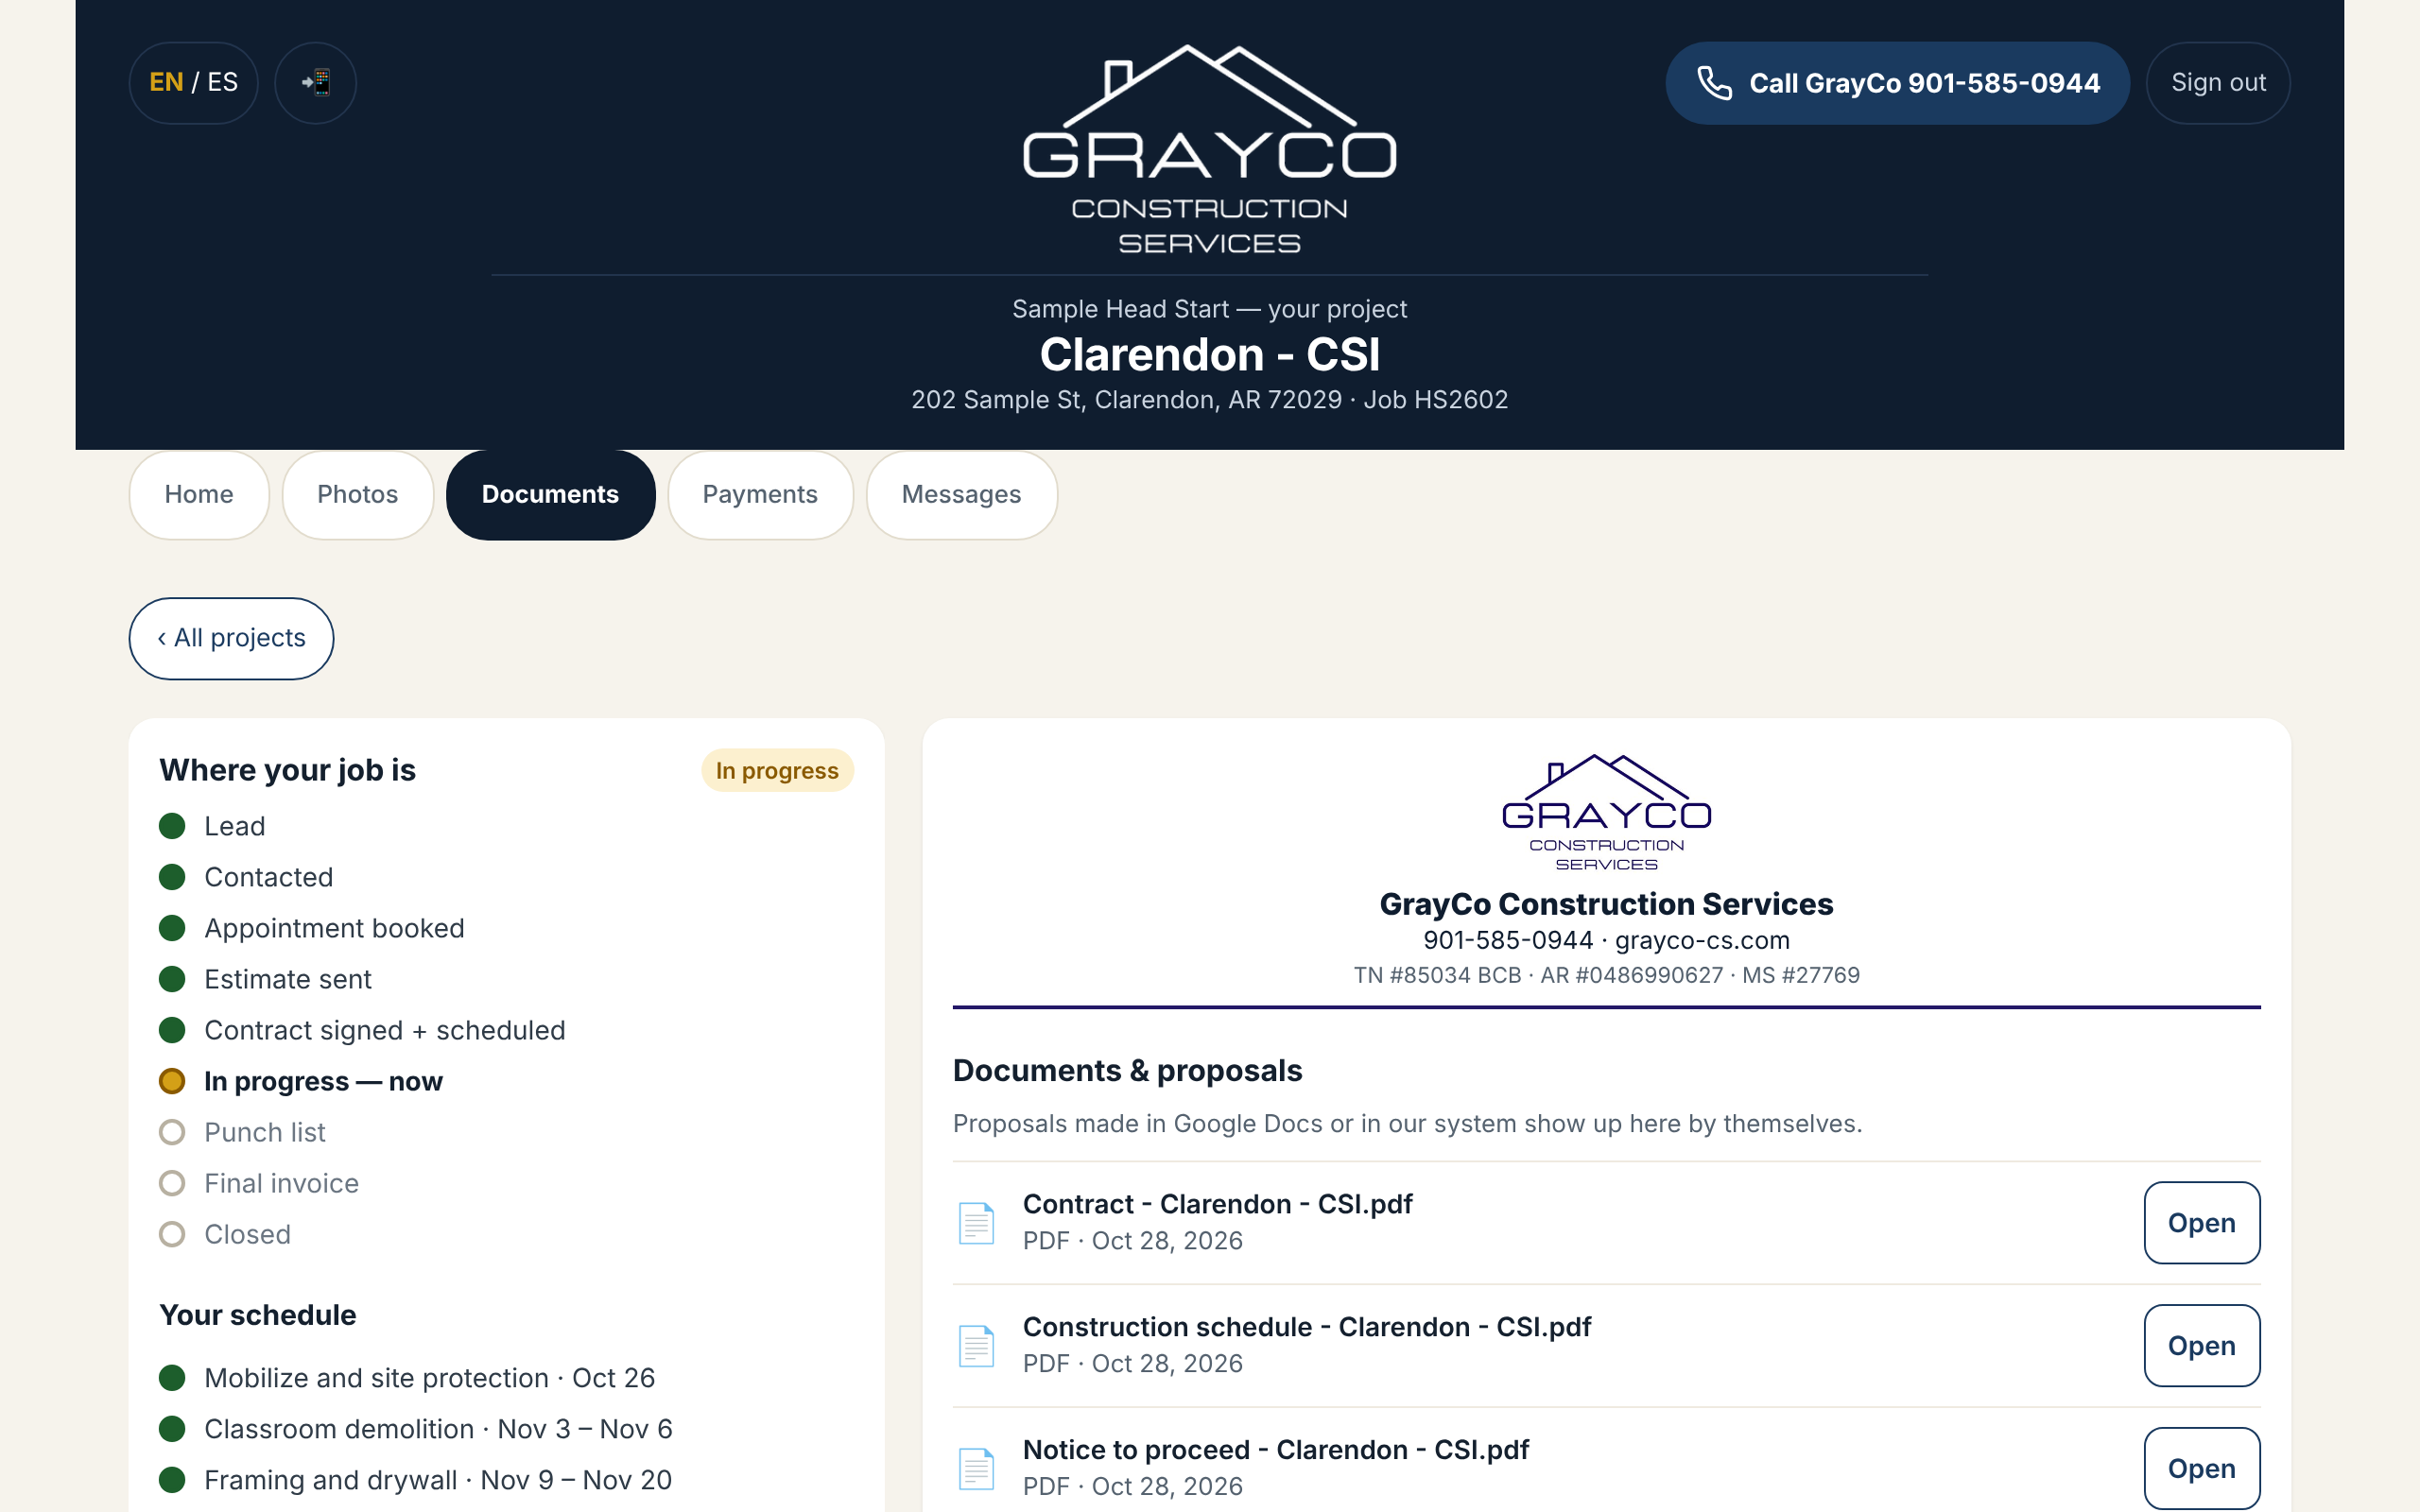 EN / ES
Call GrayCo 901-585-0944
Sign out
GRAYCO
CONSTRUCTION
SERVICES
Sample Head Start — your project
Clarendon - CSI
202 Sample St, Clarendon, AR 72029 · Job HS2602
Home
Photos
Documents
Payments
Messages
‹ All projects
Where your job is
In progress
Lead
Contacted
Appointment booked
Estimate sent
Contract signed + scheduled
In progress — now
Punch list
Final invoice
Closed
Your schedule
Mobilize and site protection · Oct 26
Classroom demolition · Nov 3 – Nov 6
Framing and drywall · Nov 9 – Nov 20
GRAYCO
CONSTRUCTION
SERVICES
GrayCo Construction Services
901-585-0944 · grayco-cs.com
TN #85034 BCB · AR #0486990627 · MS #27769
Documents & proposals
Proposals made in Google Docs or in our system show up here by themselves.
Contract - Clarendon - CSI.pdf
PDF · Oct 28, 2026
Open
Construction schedule - Clarendon - CSI.pdf
PDF · Oct 28, 2026
Open
Notice to proceed - Clarendon - CSI.pdf
PDF · Oct 28, 2026
Open